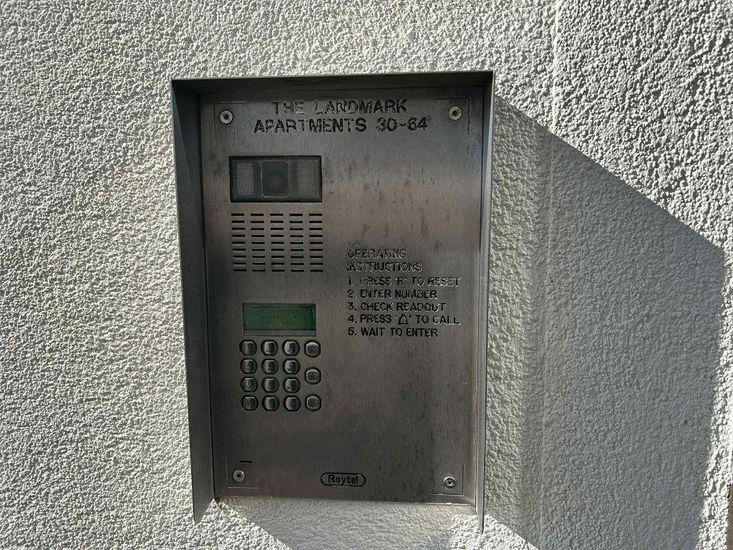 THE LANDMARK
APARTMENTS 30-64
OPERATING
INSTRUCTIONS
1. PRESS 'R' TO RESET
2. ENTER NUMBER
3. CHECK READOUT
4. PRESS '🔔' TO CALL
5. WAIT TO ENTER
Raytel